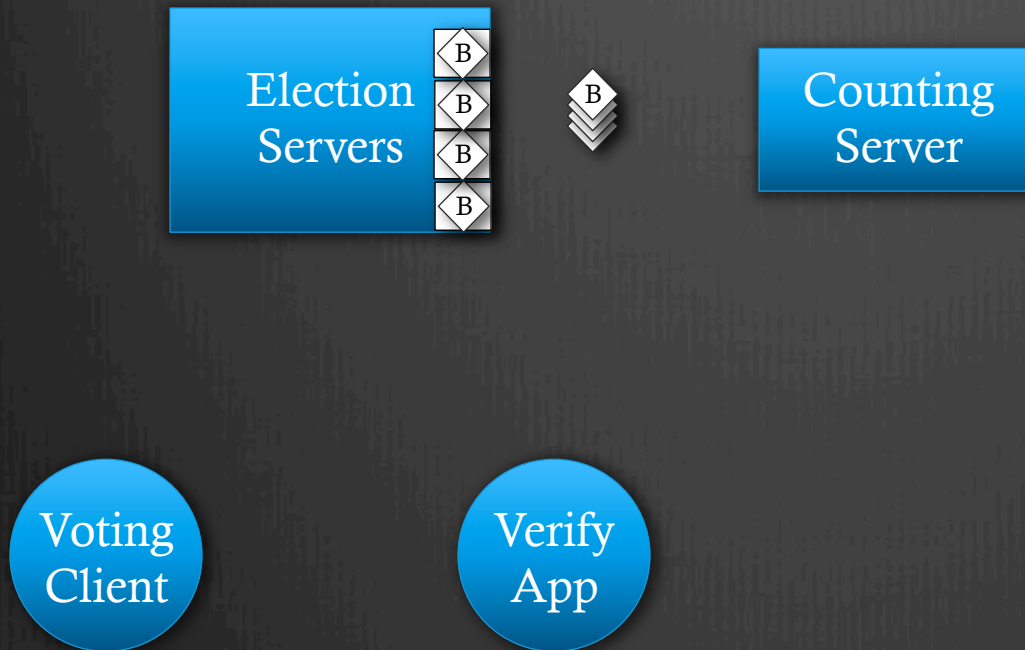 Election
Servers
B
B
B
B
B
Counting
Server
Voting
Client
Verify
App